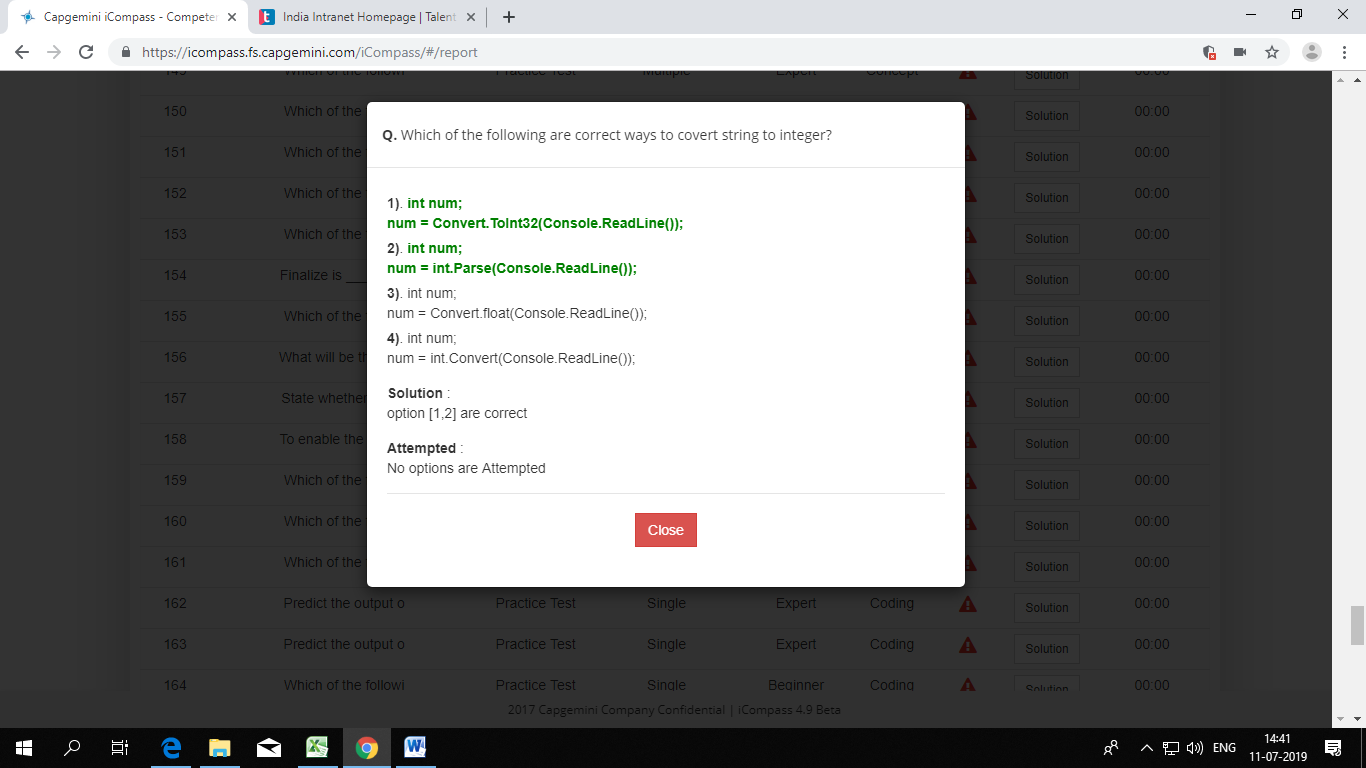 Capgemini iCompass - Competen
India Intranet Homepage | Talent
https://icompass.fs.capgemini.com/iCompass/#/report
150 Which of the Solution 00:00
151 Which of the Solution 00:00
152 Which of the Solution 00:00
153 Which of the Solution 00:00
154 Finalize is ___ Solution 00:00
155 Which of the Solution 00:00
156 What will be th Solution 00:00
157 State whether Solution 00:00
158 To enable the Solution 00:00
159 Which of the Solution 00:00
160 Which of the Solution 00:00
161 Which of the Solution 00:00
162 Predict the output o Practice Test Single Expert Coding Solution 00:00
163 Predict the output o Practice Test Single Expert Coding Solution 00:00
164 Which of the followi Practice Test Single Beginner Coding Solution 00:00
Q. Which of the following are correct ways to covert string to integer?
1). int num;
num = Convert.ToInt32(Console.ReadLine());
2). int num;
num = int.Parse(Console.ReadLine());
3). int num;
num = Convert.float(Console.ReadLine());
4). int num;
num = int.Convert(Console.ReadLine());
Solution :
option [1,2] are correct
Attempted :
No options are Attempted
Close
2017 Capgemini Company Confidential | iCompass 4.9 Beta
ENG
14:41
11-07-2019